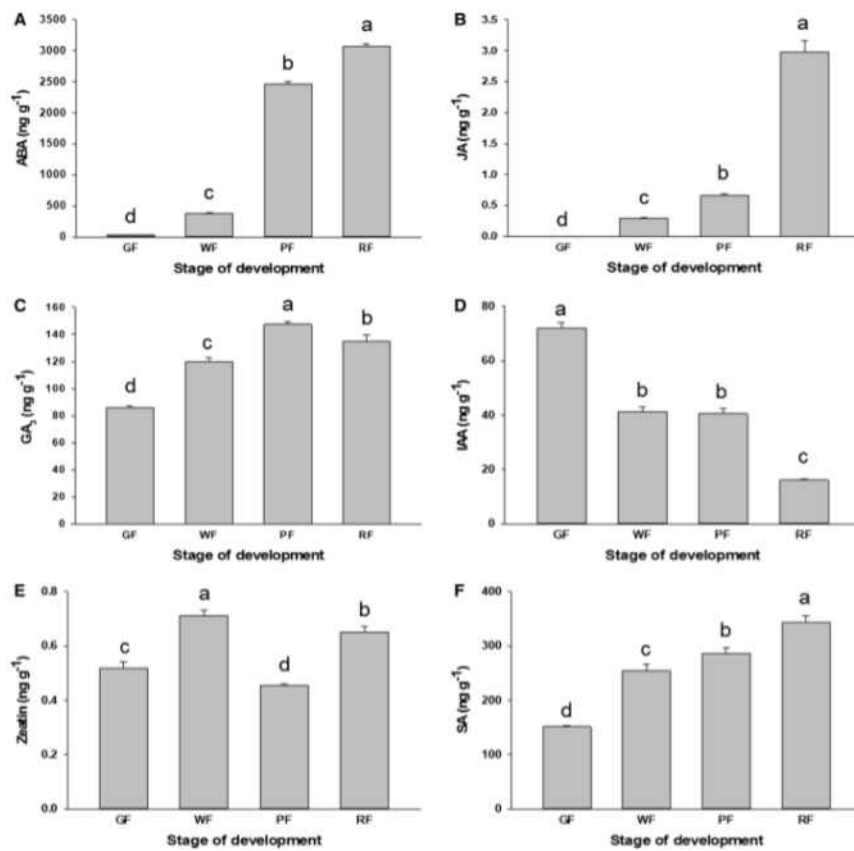 A
ABA (ng g⁻¹)
3500
3000
2500
2000
1500
1000
500
0
d
c
b
a
GF WF PF RF
Stage of development
B
JA (ng g⁻¹)
3.5
3.0
2.5
2.0
1.5
1.0
0.5
0.0
d
c
b
a
GF WF PF RF
Stage of development
C
GA₃ (ng g⁻¹)
160
140
120
100
80
60
40
20
0
d
c
a
b
GF WF PF RF
Stage of development
D
IAA (ng g⁻¹)
80
60
40
20
0
a
b
b
c
GF WF PF RF
Stage of development
E
Zeatin (ng g⁻¹)
0.8
0.6
0.4
0.2
0.0
c
a
d
b
GF WF PF RF
Stage of development
F
SA (ng g⁻¹)
400
300
200
100
0
d
c
b
a
GF WF PF RF
Stage of development